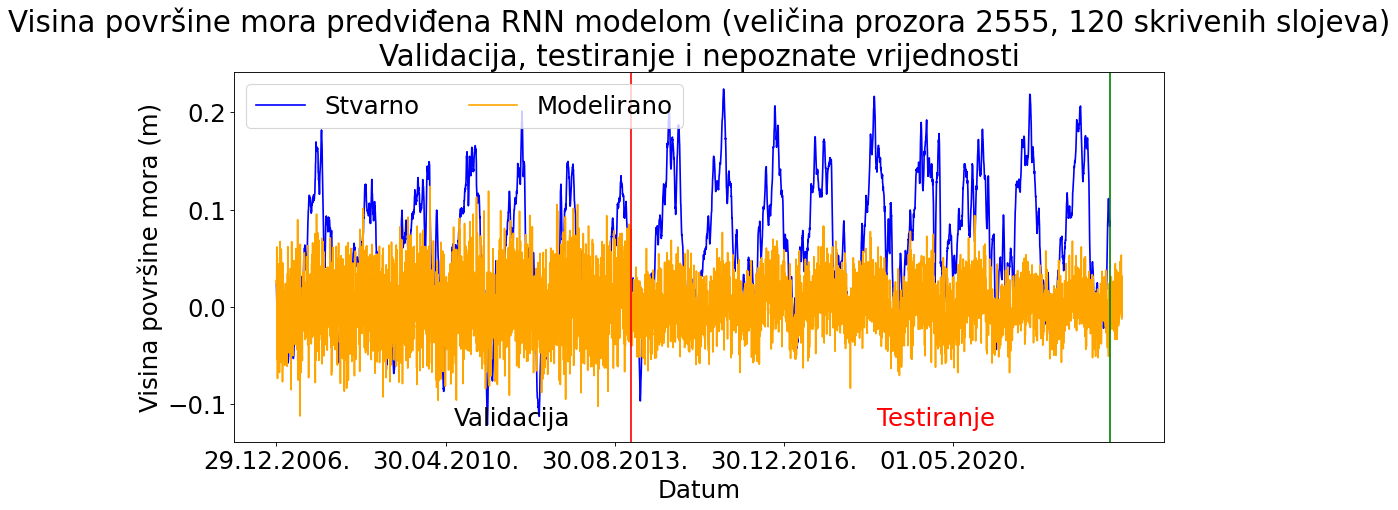 Visina površine mora predviđena RNN modelom (veličina prozora 2555, 120 skrivenih slojeva)
Validacija, testiranje i nepoznate vrijednosti
Stvarno
Modelirano
Visina površine mora (m)
0.2
0.1
0.0
−0.1
Validacija
Testiranje
29.12.2006.
30.04.2010.
30.08.2013.
30.12.2016.
01.05.2020.
Datum